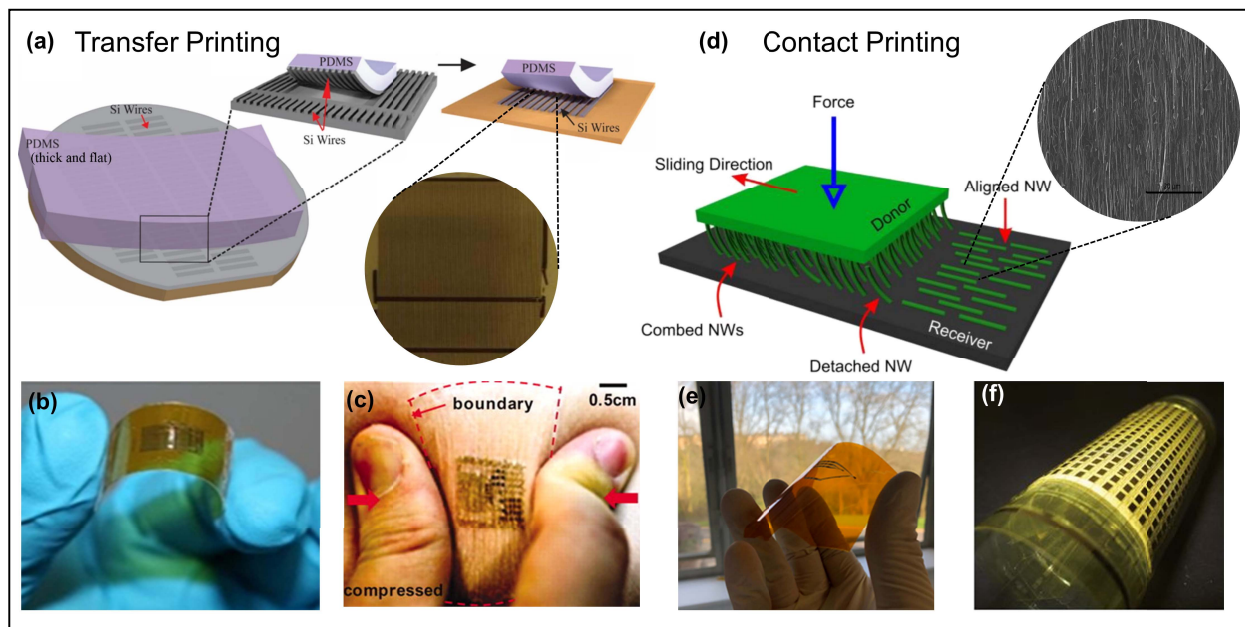 (a) Transfer Printing
PDMS
PDMS
Si Wires
Si Wires
Si Wires
PDMS
(thick and flat)
(d) Contact Printing
Force
Sliding Direction
Aligned NW
Donor
Combed NWs
Receiver
Detached NW
(b)
(c)
boundary
0.5cm
compressed
(e)
(f)